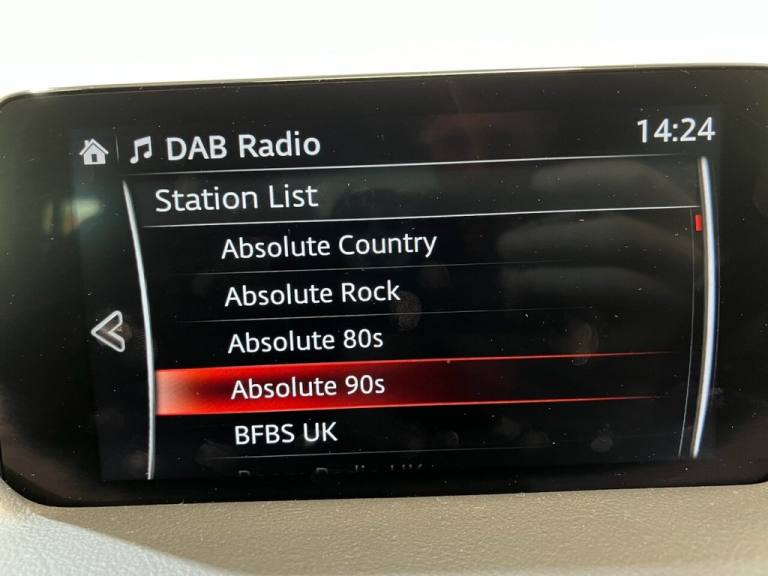 DAB Radio
14:24
Station List
Absolute Country
Absolute Rock
Absolute 80s
Absolute 90s
BFBS UK